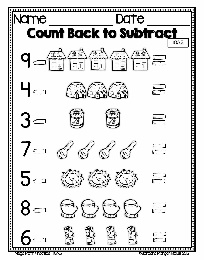 Name Date
Count Back to Subtract
9 - =
4 - =
3 - =
7 - =
5 - =
8 - =
6 - =